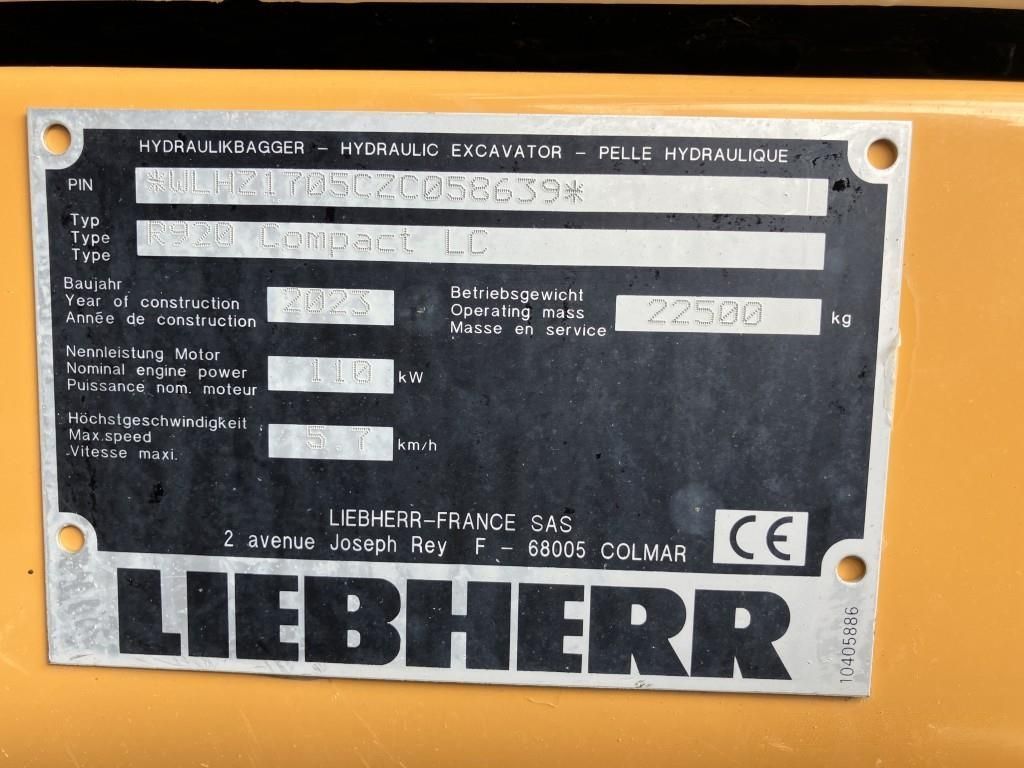 HYDRAULIKBAGGER – HYDRAULIC EXCAVATOR – PELLE HYDRAULIQUE
PIN *WLHZ1705CZC058639*
Typ
Type R920 Compact LC
Type
Baujahr
Year of construction 2023
Année de construction
Betriebsgewicht
Operating mass 22500 kg
Masse en service
Nennleistung Motor
Nominal engine power 110 kW
Puissance nom. moteur
Höchstgeschwindigkeit
Max.speed 5.7 km/h
Vitesse maxi.
LIEBHERR–FRANCE SAS
2 avenue Joseph Rey F – 68005 COLMAR
CE
LIEBHERR
10405886